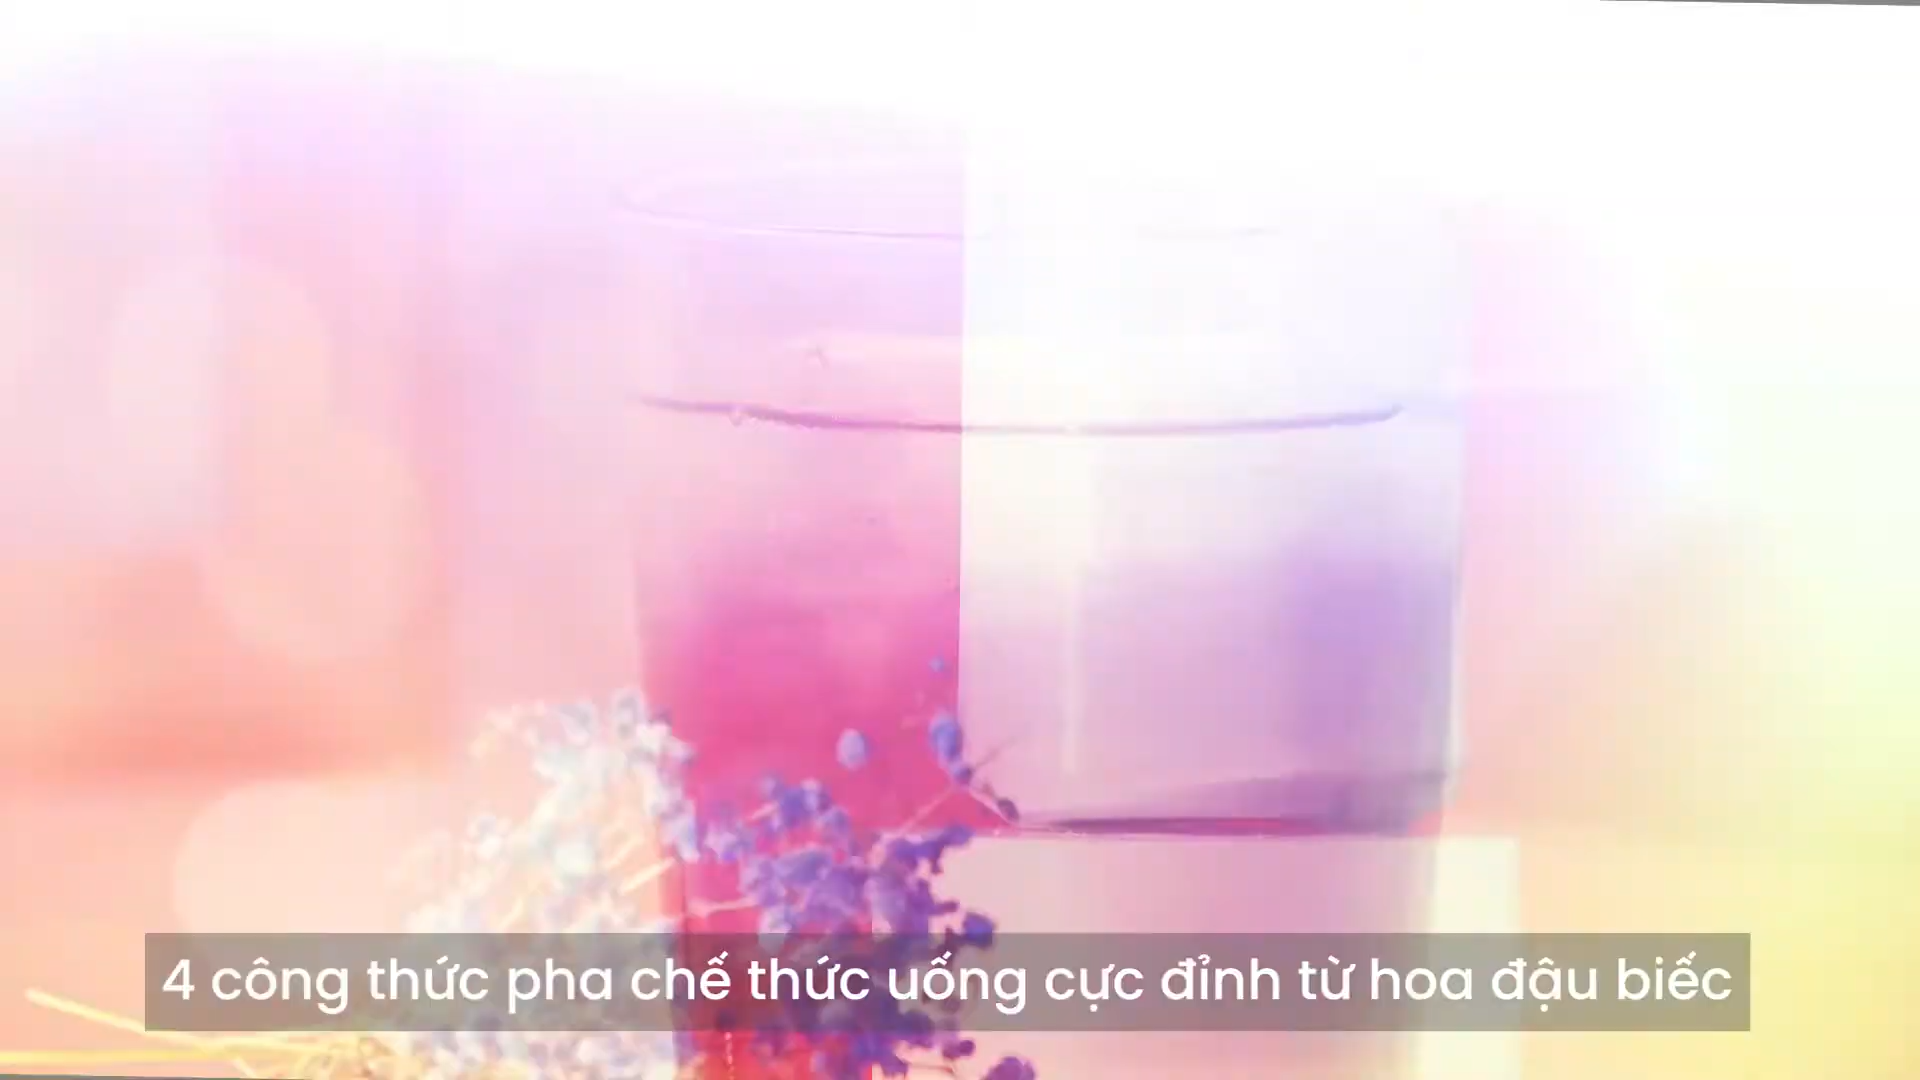 4 công thức pha chế thức uống cực đỉnh từ hoa đậu biếc